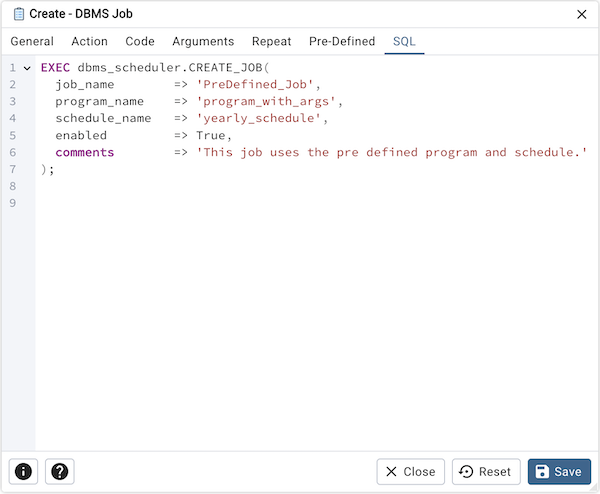 Create - DBMS Job
General Action Code Arguments Repeat Pre-Defined SQL
1 EXEC dbms_scheduler.CREATE_JOB(
2   job_name        => 'PreDefined_Job',
3   program_name    => 'program_with_args',
4   schedule_name   => 'yearly_schedule',
5   enabled         => True,
6   comments        => 'This job uses the pre defined program and schedule.'
7 );
8
9
Close Reset Save